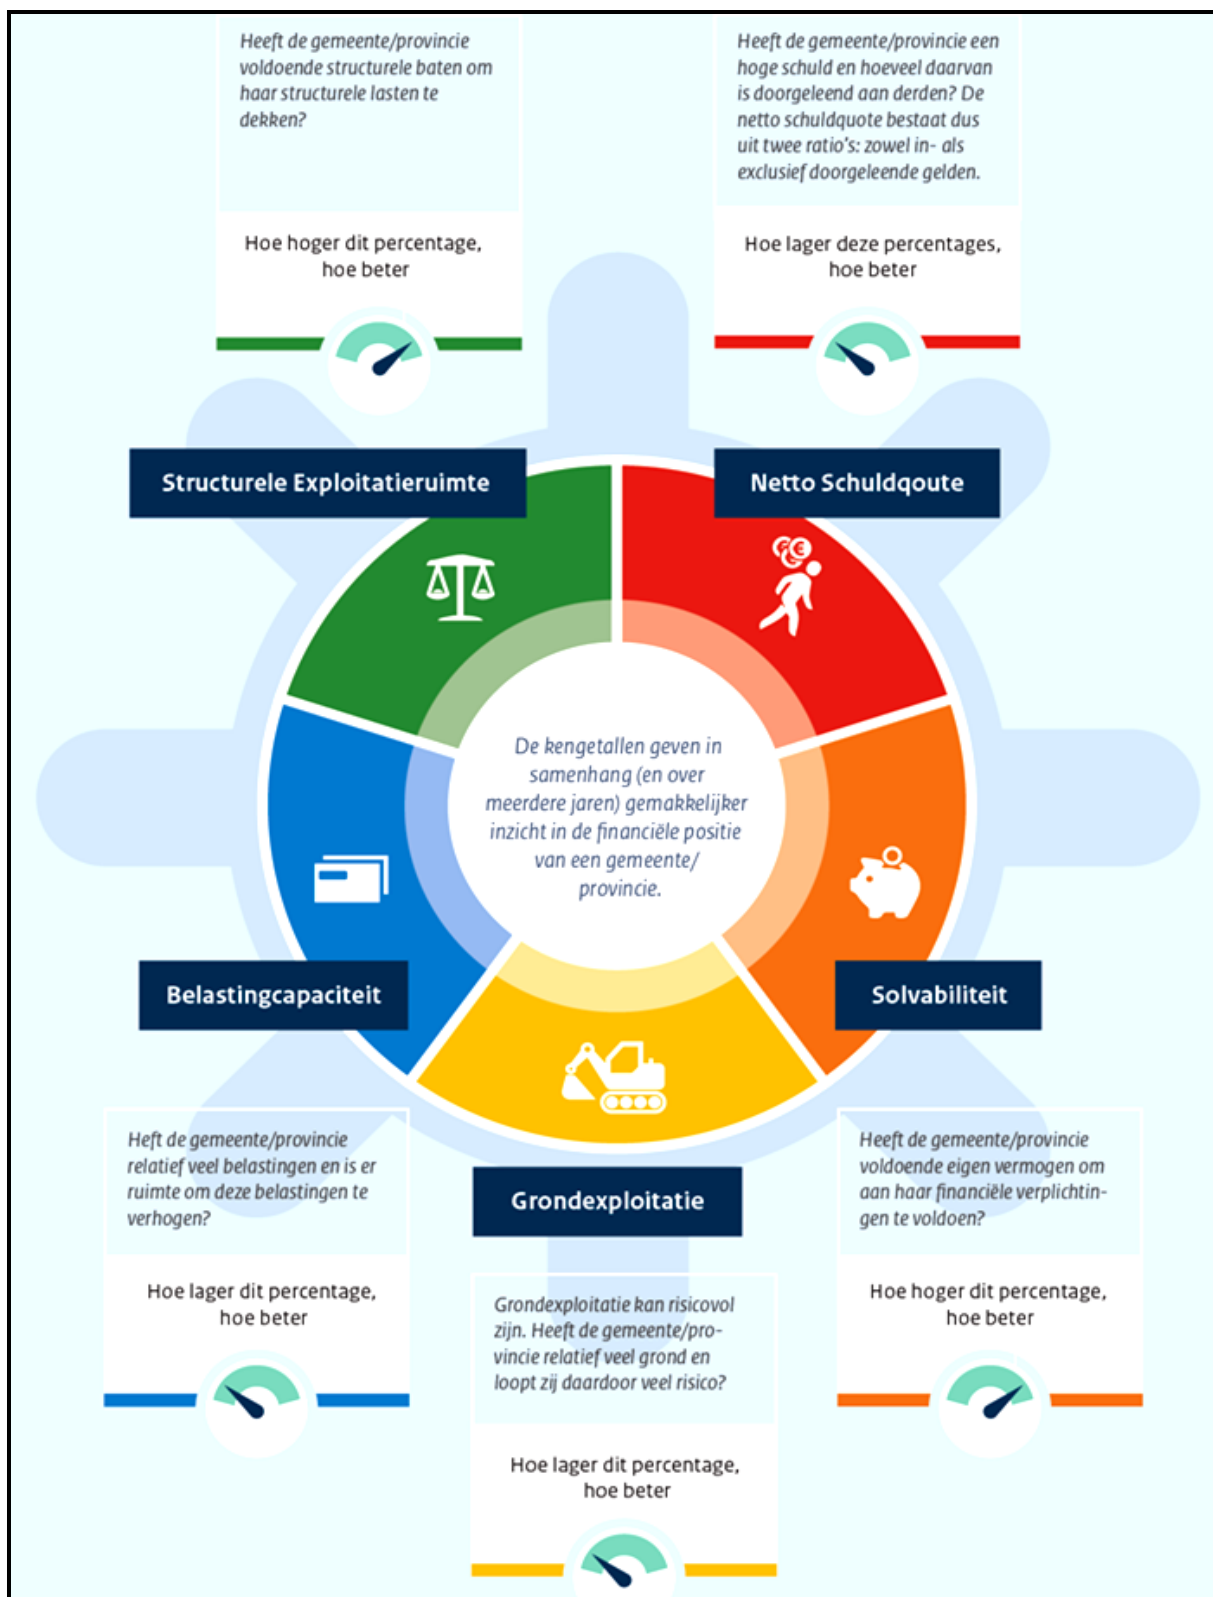 Heeft de gemeente/provincie
voldoende structurele baten om
haar structurele lasten te
dekken?
Hoe hoger dit percentage,
hoe beter
Heeft de gemeente/provincie een
hoge schuld en hoeveel daarvan
is doorgeleend aan derden? De
netto schuldquote bestaat dus
uit twee ratio's: zowel in- als
exclusief doorgeleende gelden.
Hoe lager deze percentages,
hoe beter
Structurele Exploitatieruimte
Netto Schuldqoute
De kengetallen geven in
samenhang (en over
meerdere jaren) gemakkelijker
inzicht in de financiële positie
van een gemeente/
provincie.
Belastingcapaciteit
Solvabiliteit
Grondexploitatie
Heft de gemeente/provincie
relatief veel belastingen en is er
ruimte om deze belastingen te
verhogen?
Hoe lager dit percentage,
hoe beter
Grondexploitatie kan risicovol
zijn. Heeft de gemeente/pro-
vincie relatief veel grond en
loopt zij daardoor veel risico?
Hoe lager dit percentage,
hoe beter
Heeft de gemeente/provincie
voldoende eigen vermogen om
aan haar financiële verplichtin-
gen te voldoen?
Hoe hoger dit percentage,
hoe beter